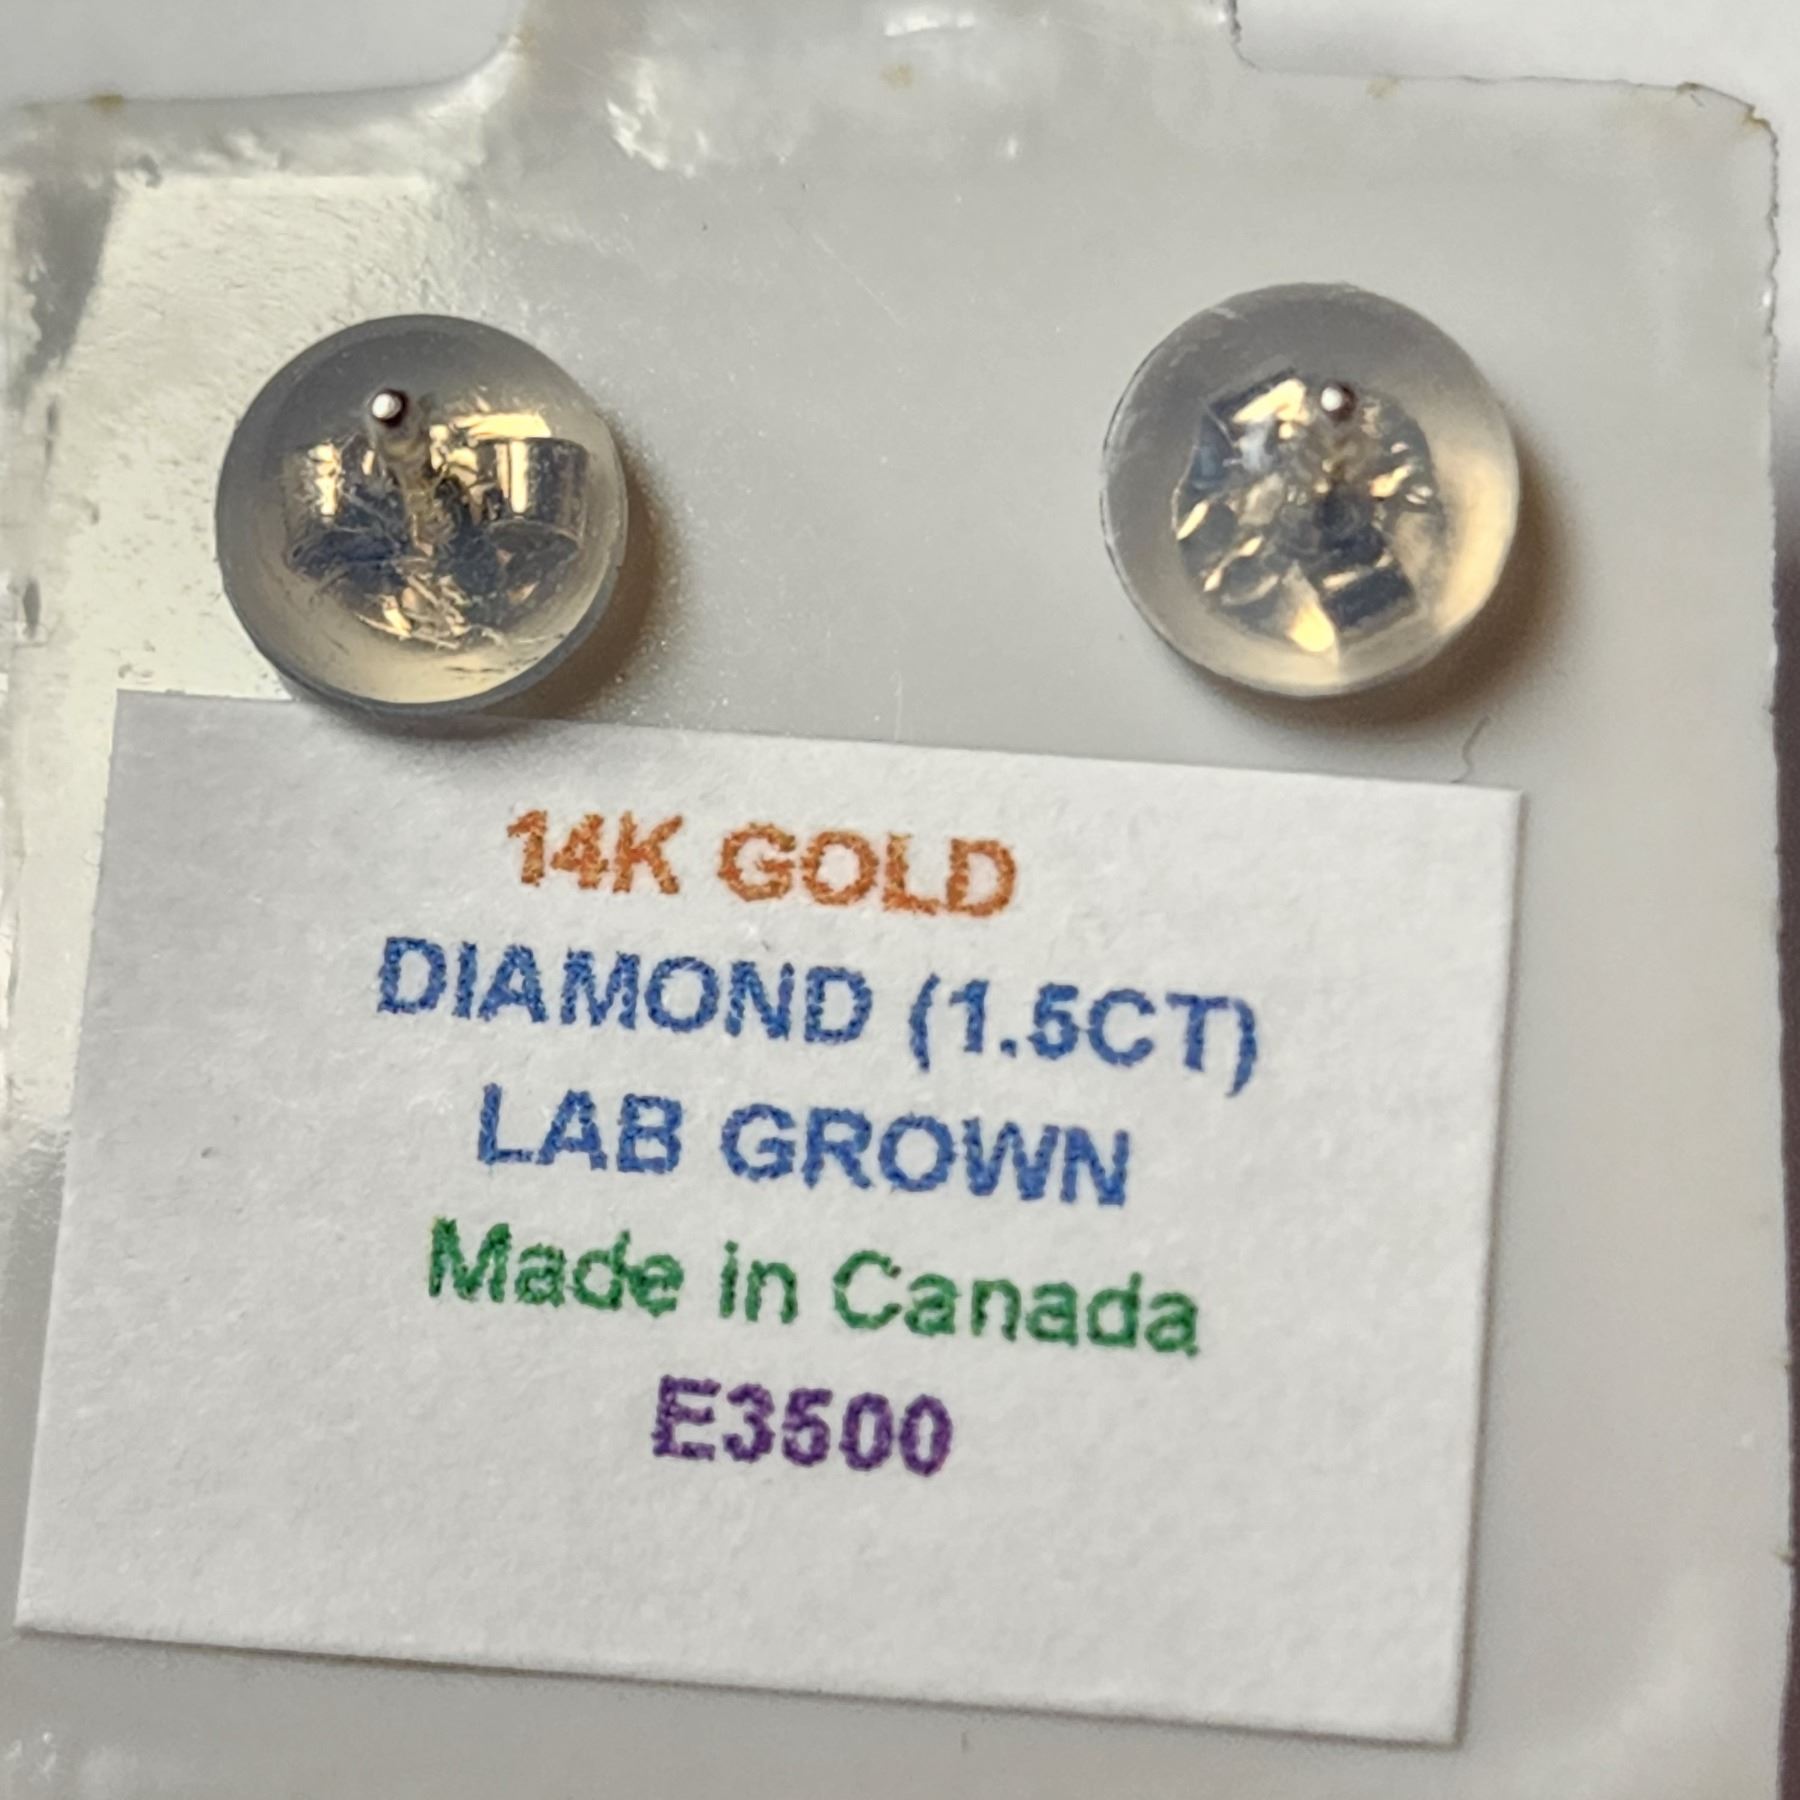 14K GOLD
DIAMOND (1.5CT)
LAB GROWN
Made in Canada
E3500